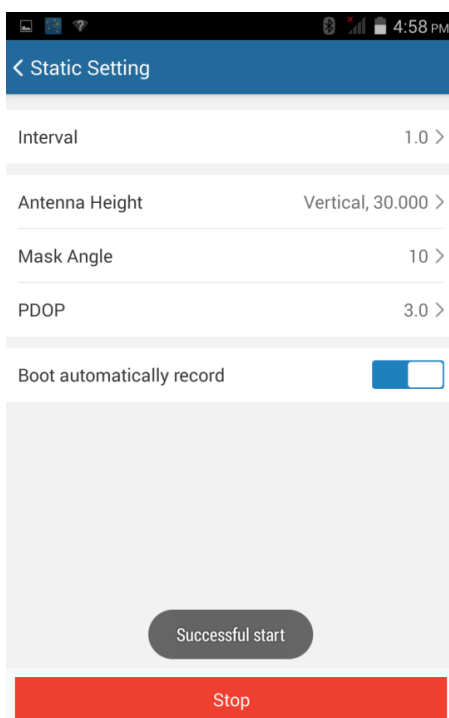 4:58 PM
Static Setting
Interval 1.0
Antenna Height Vertical, 30.000
Mask Angle 10
PDOP 3.0
Boot automatically record
Successful start
Stop